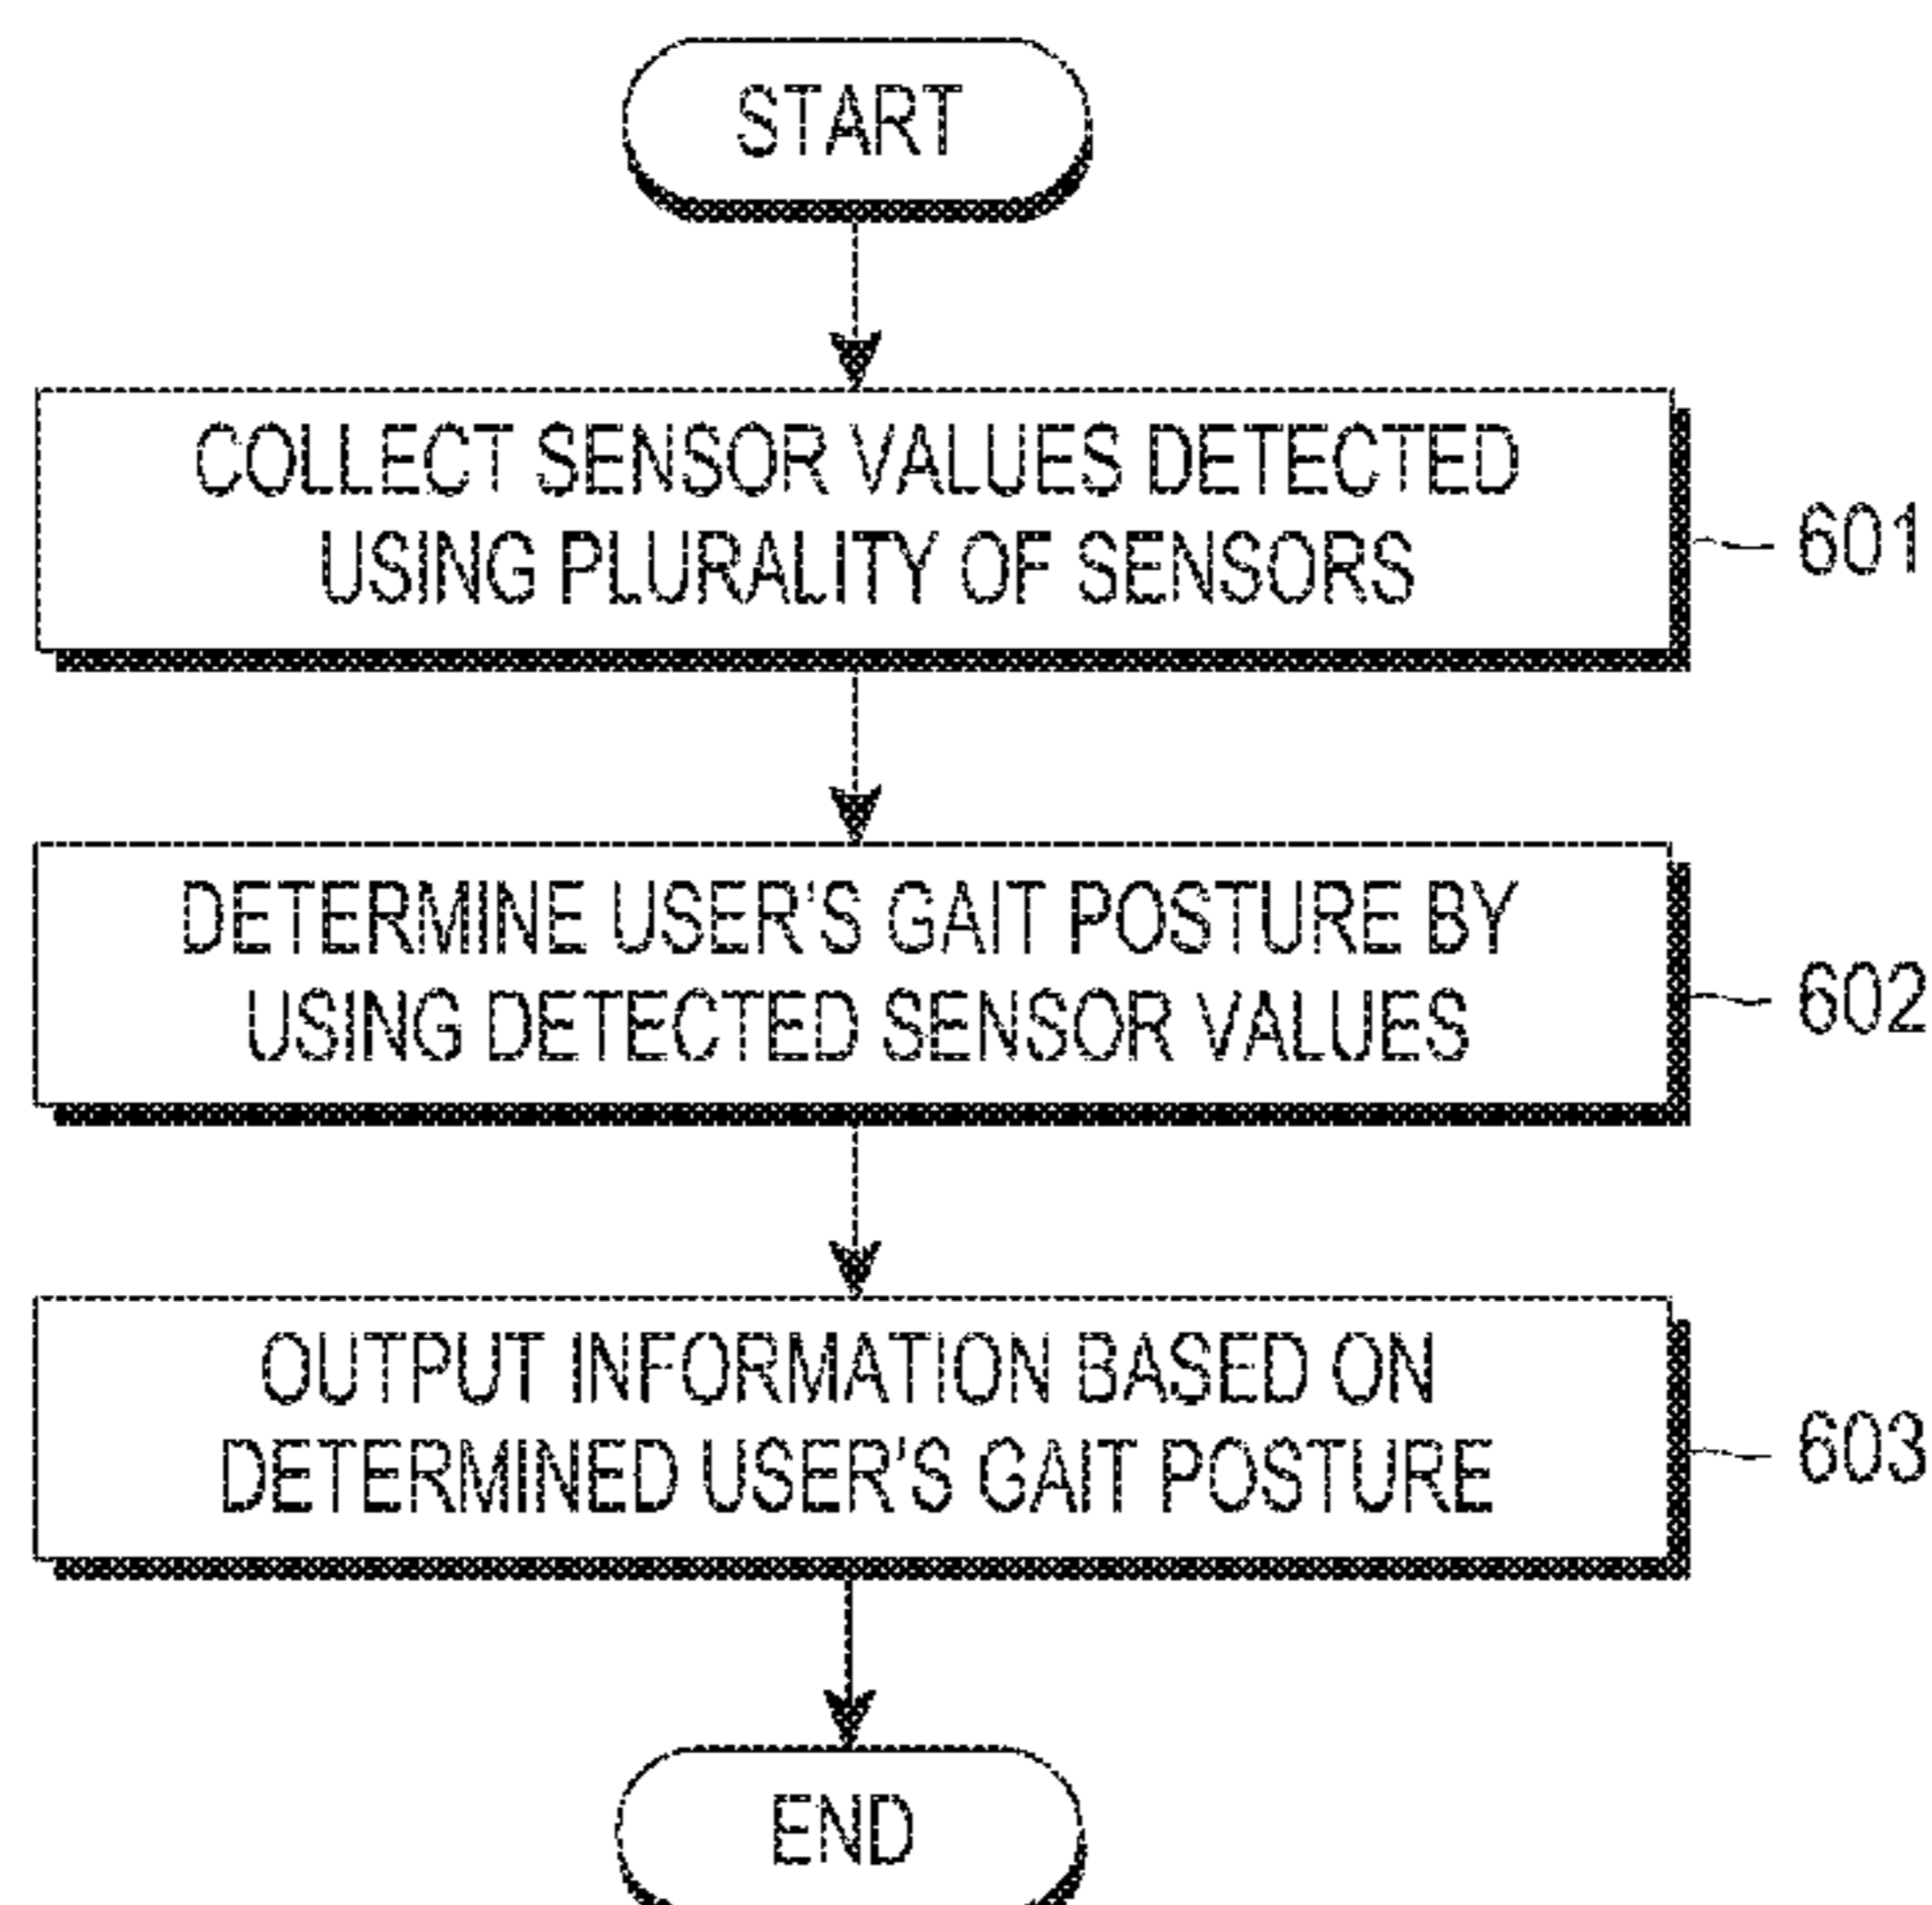 START
COLLECT SENSOR VALUES DETECTED
USING PLURALITY OF SENSORS
601
DETERMINE USER'S GAIT POSTURE BY
USING DETECTED SENSOR VALUES
602
OUTPUT INFORMATION BASED ON
DETERMINED USER'S GAIT POSTURE
603
END